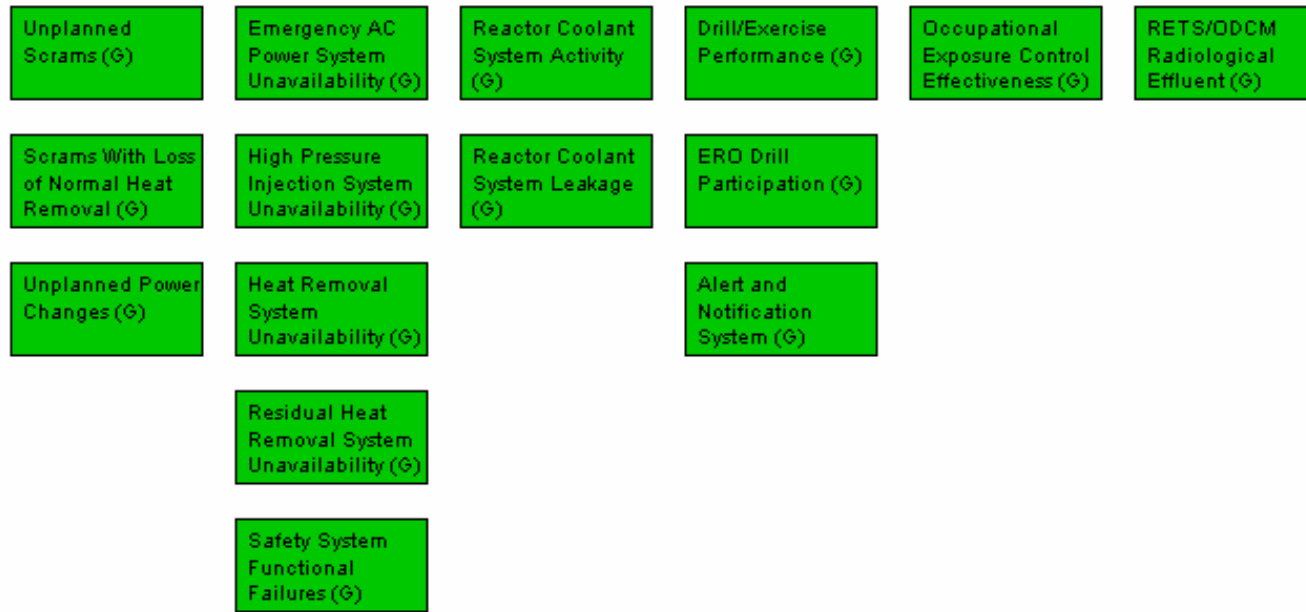 Unplanned
Scrams (G)
Emergency AC
Power System
Unavailability (G)
Reactor Coolant
System Activity
(G)
Drill/Exercise
Performance (G)
Occupational
Exposure Control
Effectiveness (G)
RETS/ODCM
Radiological
Effluent (G)
Scrams With Loss
of Normal Heat
Removal (G)
High Pressure
Injection System
Unavailability (G)
Reactor Coolant
System Leakage
(G)
ERO Drill
Participation (G)
Unplanned Power
Changes (G)
Heat Removal
System
Unavailability (G)
Alert and
Notification
System (G)
Residual Heat
Removal System
Unavailability (G)
Safety System
Functional
Failures (G)